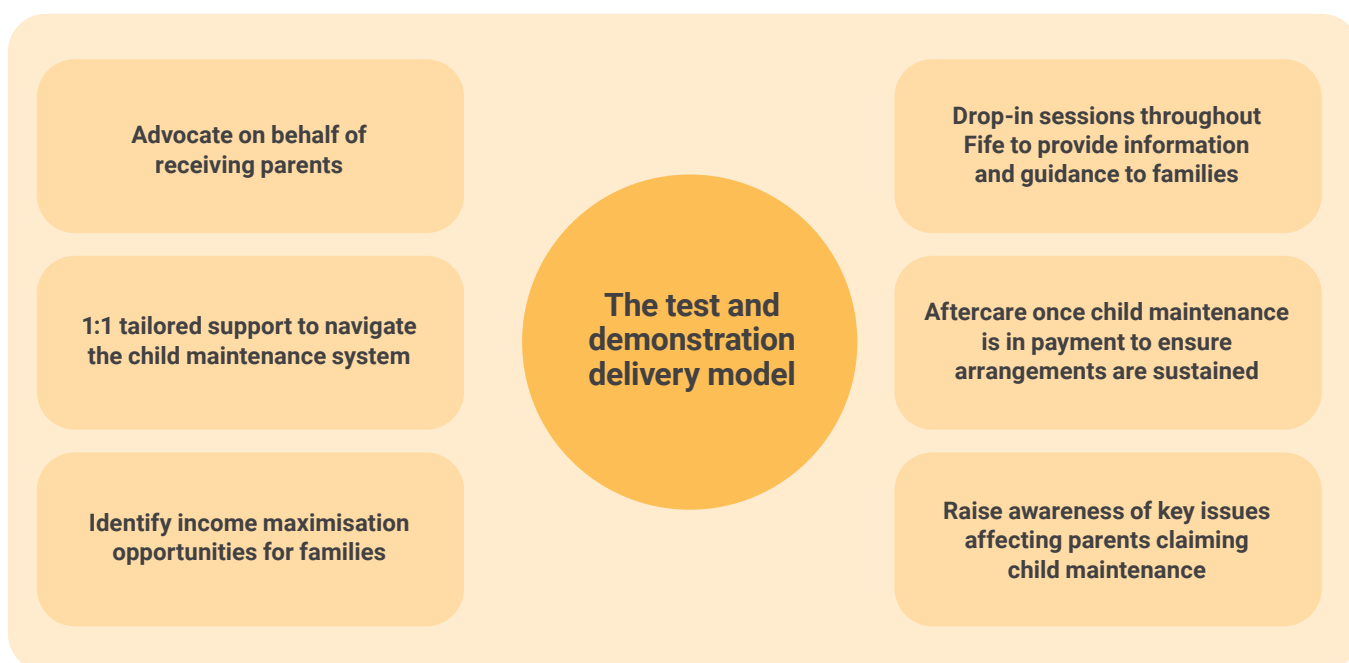 Advocate on behalf of
receiving parents
1:1 tailored support to navigate
the child maintenance system
Identify income maximisation
opportunities for families
The test and
demonstration
delivery model
Drop-in sessions throughout
Fife to provide information
and guidance to families
Aftercare once child maintenance
is in payment to ensure
arrangements are sustained
Raise awareness of key issues
affecting parents claiming
child maintenance